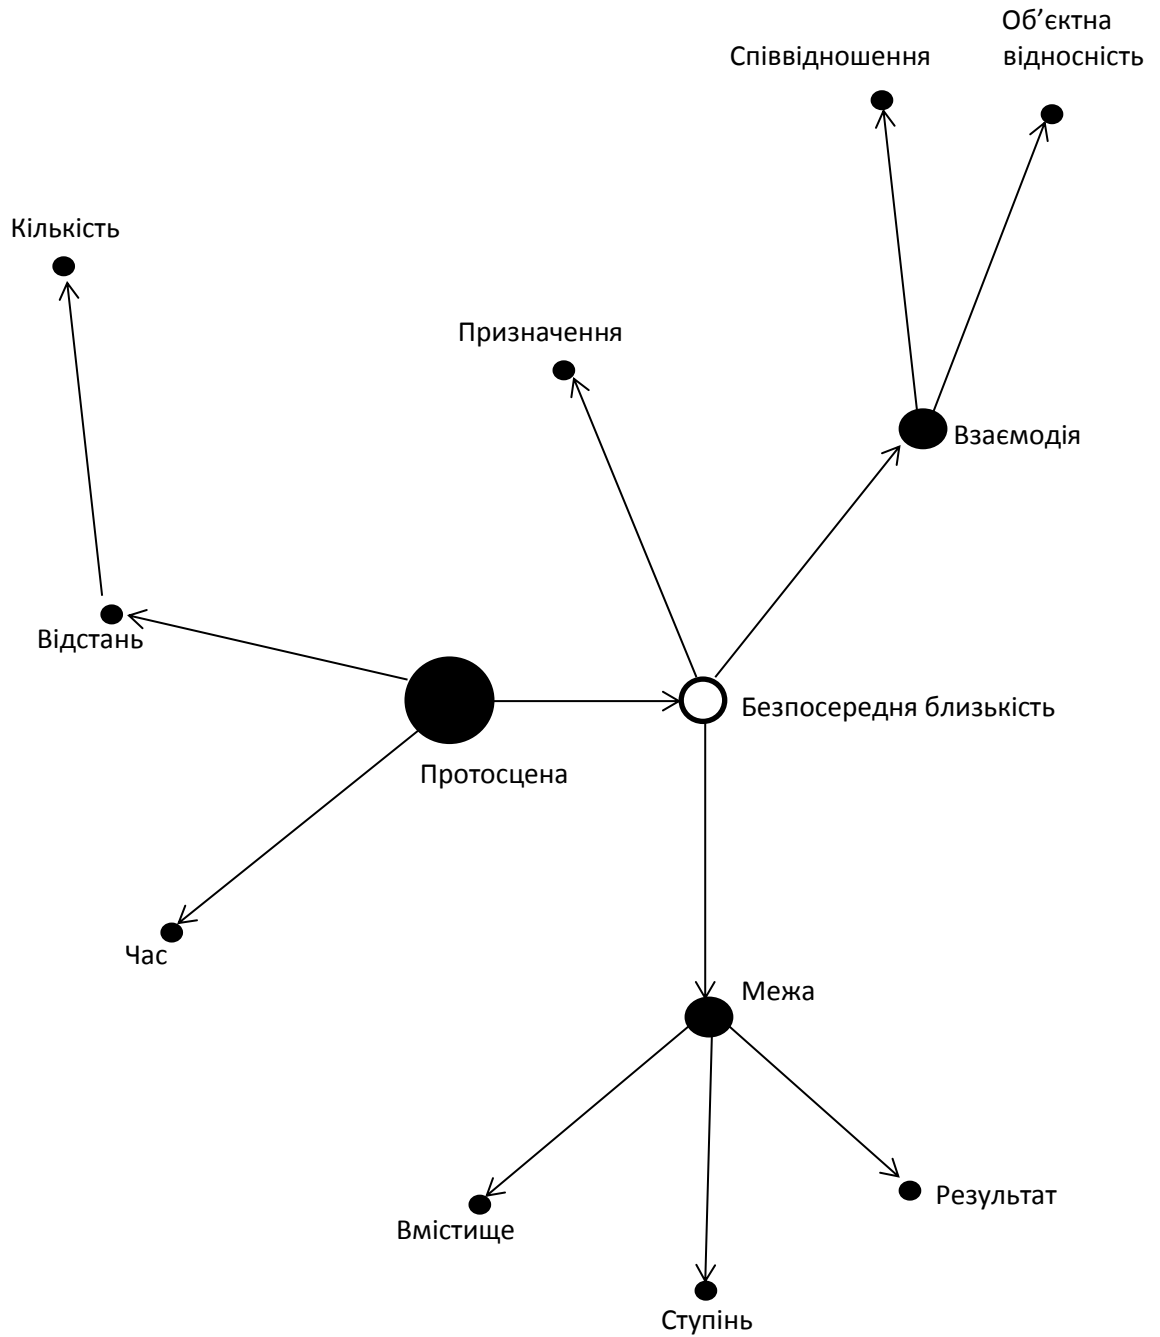 Об’єктна
відносність
Співвідношення
Кількість
Призначення
Взаємодія
Відстань
Безпосередня близькість
Протосцена
Час
Межа
Результат
Вмістище
Ступінь